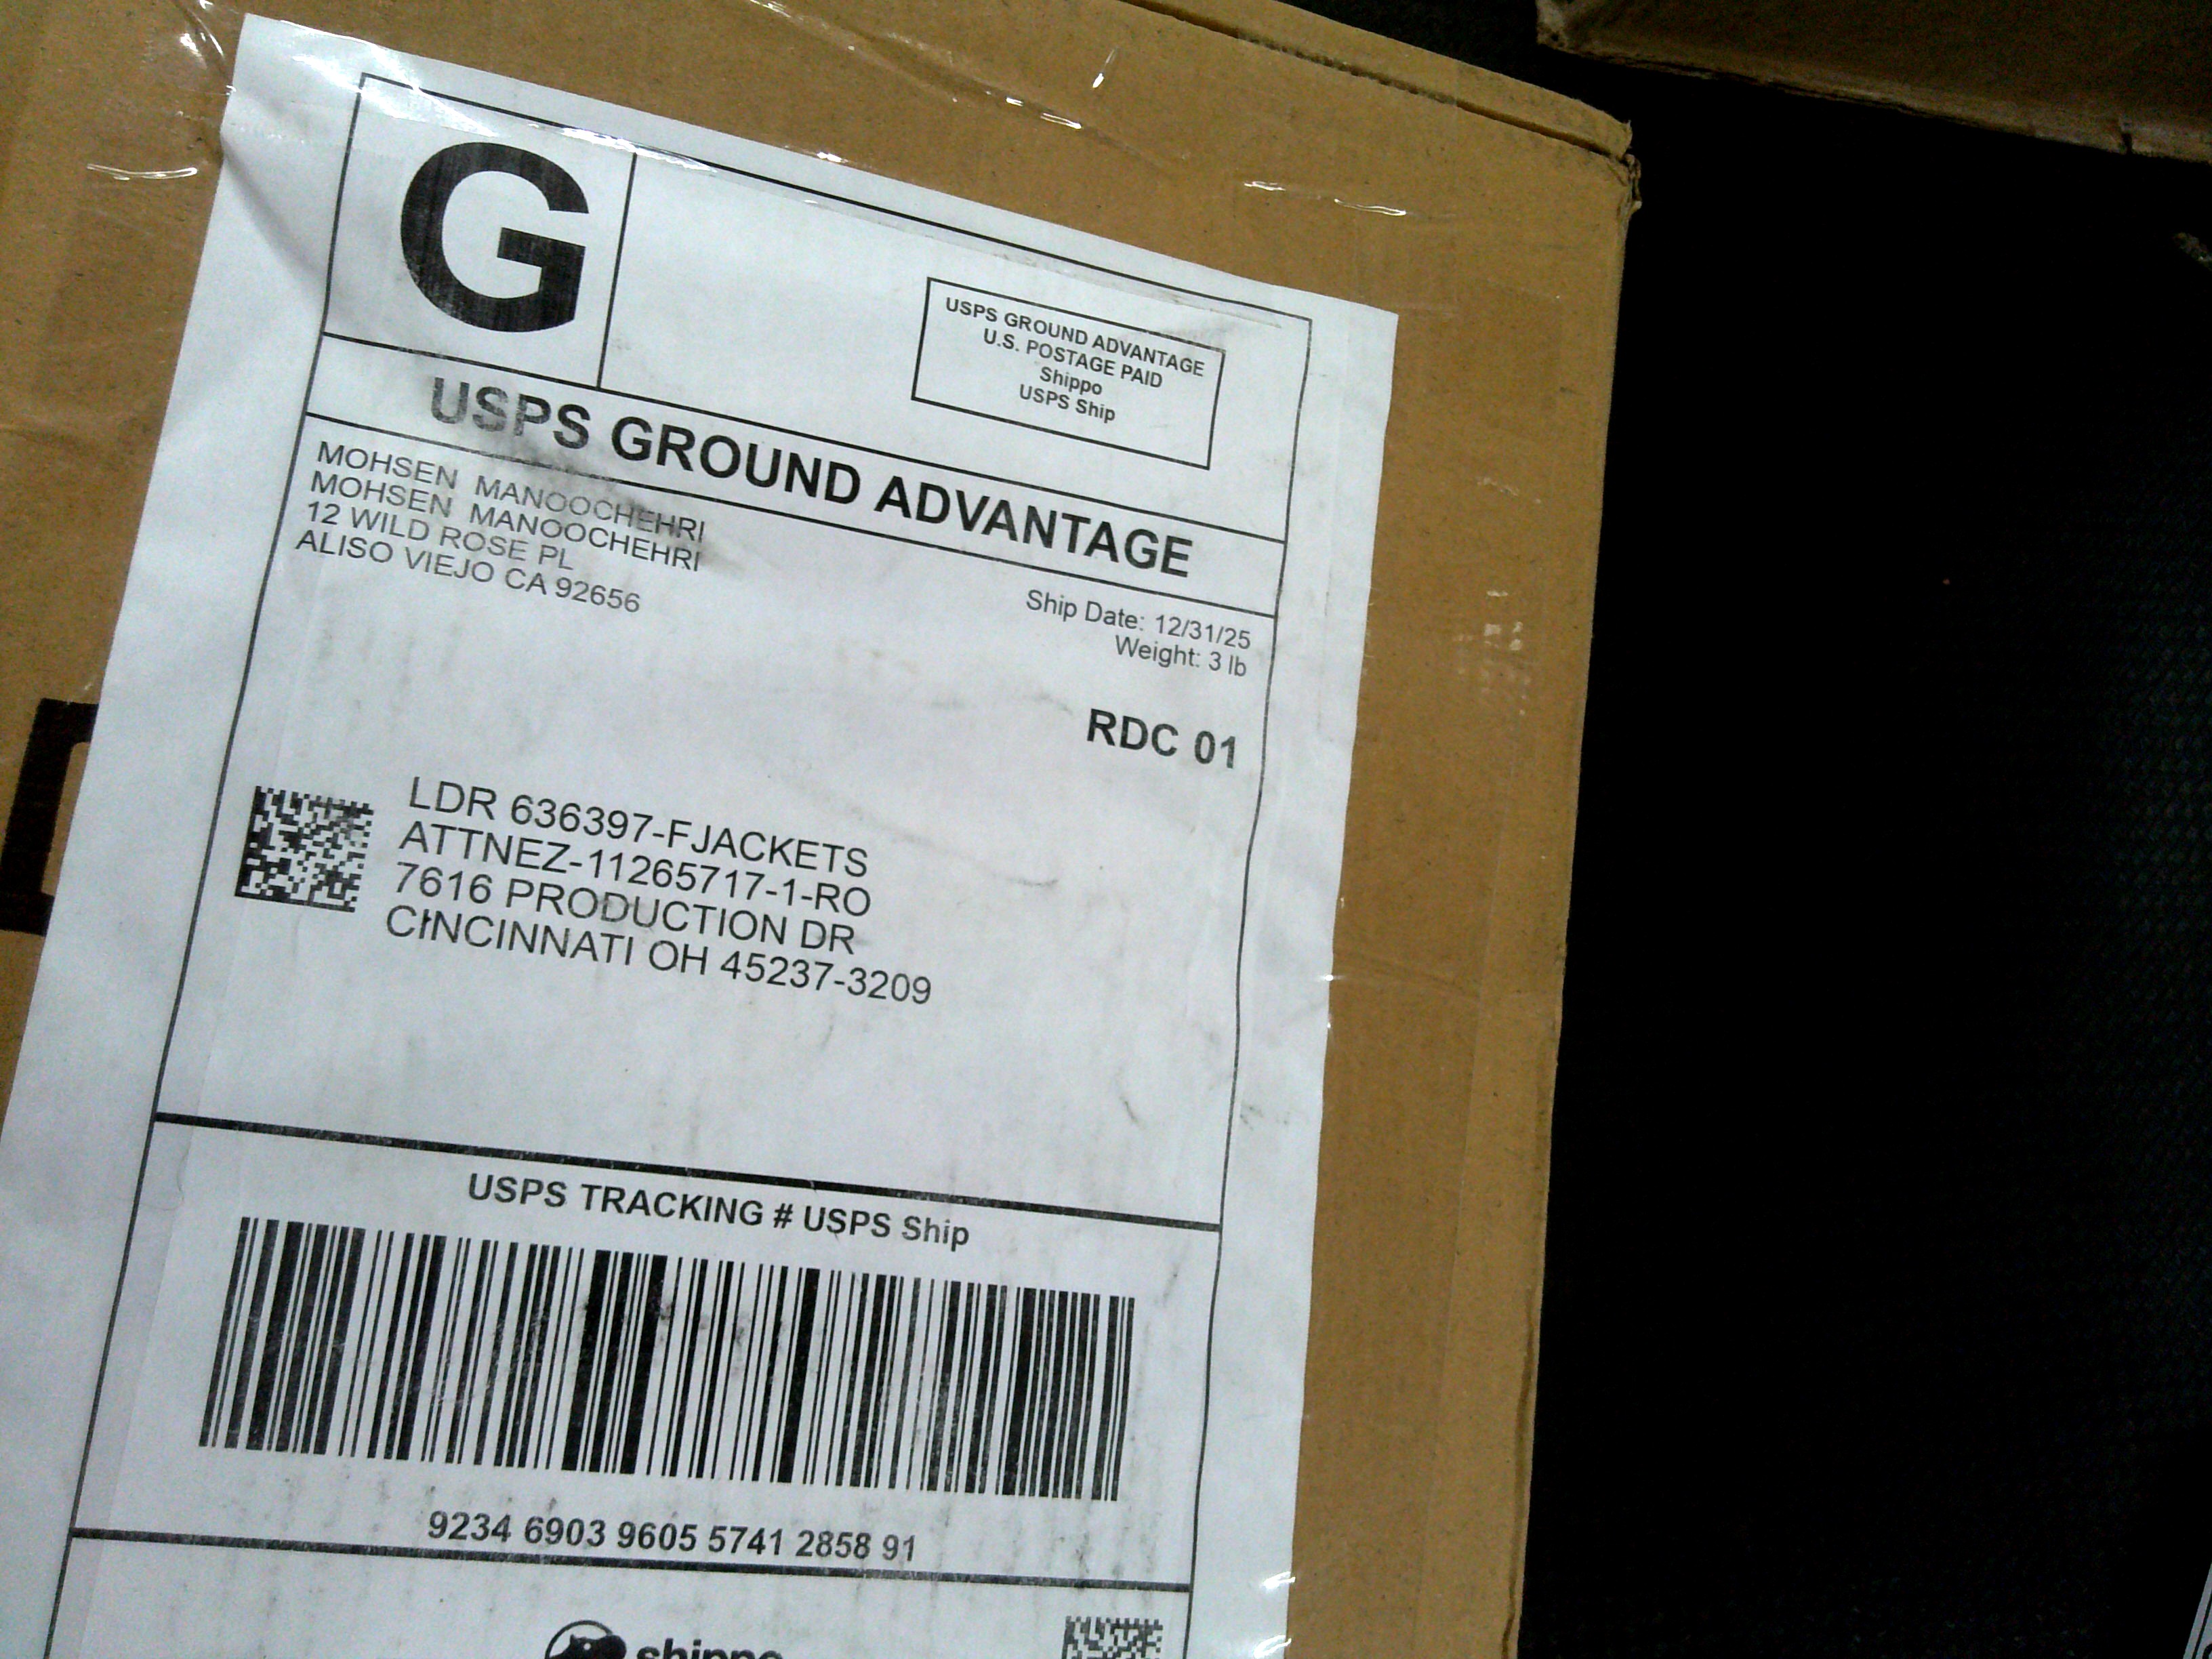 G
USPS GROUND ADVANTAGE
U.S. POSTAGE PAID
Shippo
USPS Ship
USPS GROUND ADVANTAGE
MOHSEN MANOOCHEHRI
MOHSEN MANOOCHEHRI
12 WILD ROSE PL
ALISO VIEJO CA 92656
Ship Date: 12/31/25
Weight: 3 lb
RDC 01
LDR 636397-FJACKETS
ATTNEZ-11265717-1-RO
7616 PRODUCTION DR
CINCINNATI OH 45237-3209
USPS TRACKING # USPS Ship
9234 6903 9605 5741 2858 91
shippo